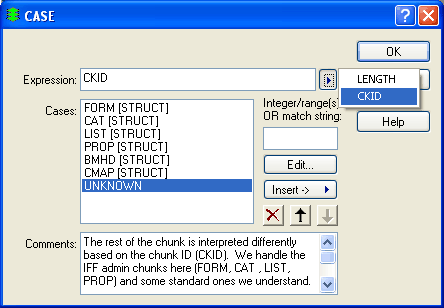 CASE
OK
Expression:
CKID
LENGTH
CKID
Cases:
FORM [STRUCT]
CAT [STRUCT]
LIST [STRUCT]
PROP [STRUCT]
BMHD [STRUCT]
CMAP [STRUCT]
UNKNOWN
Integer/range(s)
OR match string:
Help
Edit...
Insert ->
Comments:
The rest of the chunk is interpreted differently
based on the chunk ID (CKID).  We handle the
IFF admin chunks here (FORM, CAT , LIST,
PROP) and some standard ones we understand.